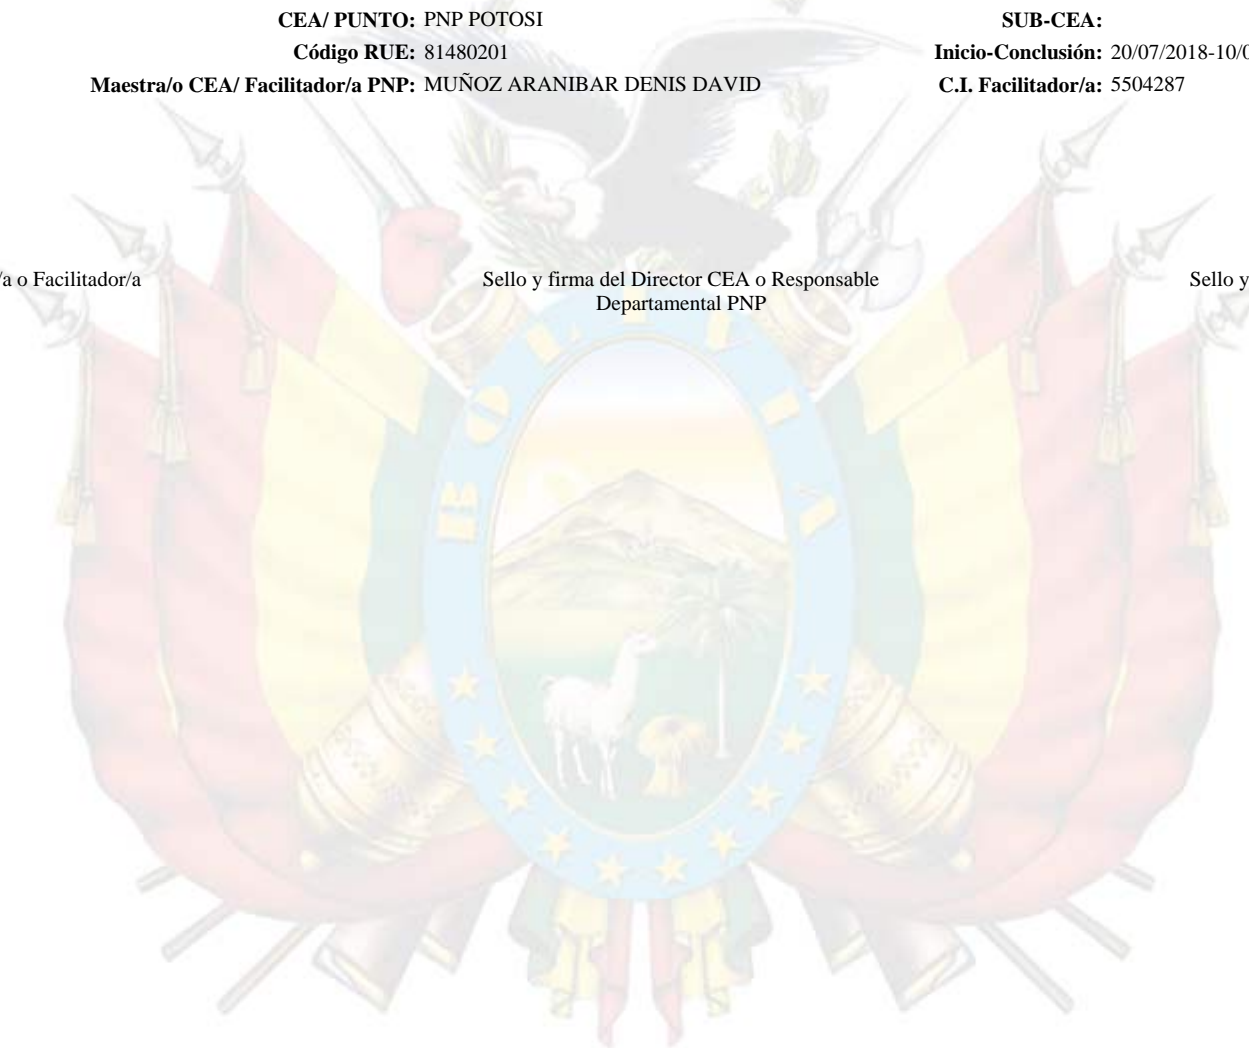 CEA/ PUNTO: PNP POTOSI SUB-CEA:
Código RUE: 81480201 Inicio-Conclusión: 20/07/2018-10/0
Maestra/o CEA/ Facilitador/a PNP: MUÑOZ ARANIBAR DENIS DAVID C.I. Facilitador/a: 5504287
/a o Facilitador/a Sello y firma del Director CEA o Responsable Sello y
Departamental PNP
BOLIVIA